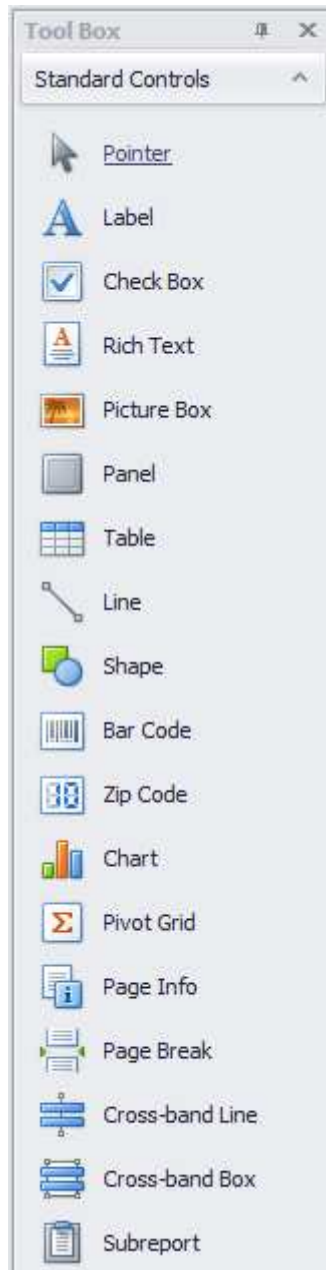 Tool Box
Standard Controls
Pointer
Label
Check Box
Rich Text
Picture Box
Panel
Table
Line
Shape
Bar Code
Zip Code
Chart
Pivot Grid
Page Info
Page Break
Cross-band Line
Cross-band Box
Subreport